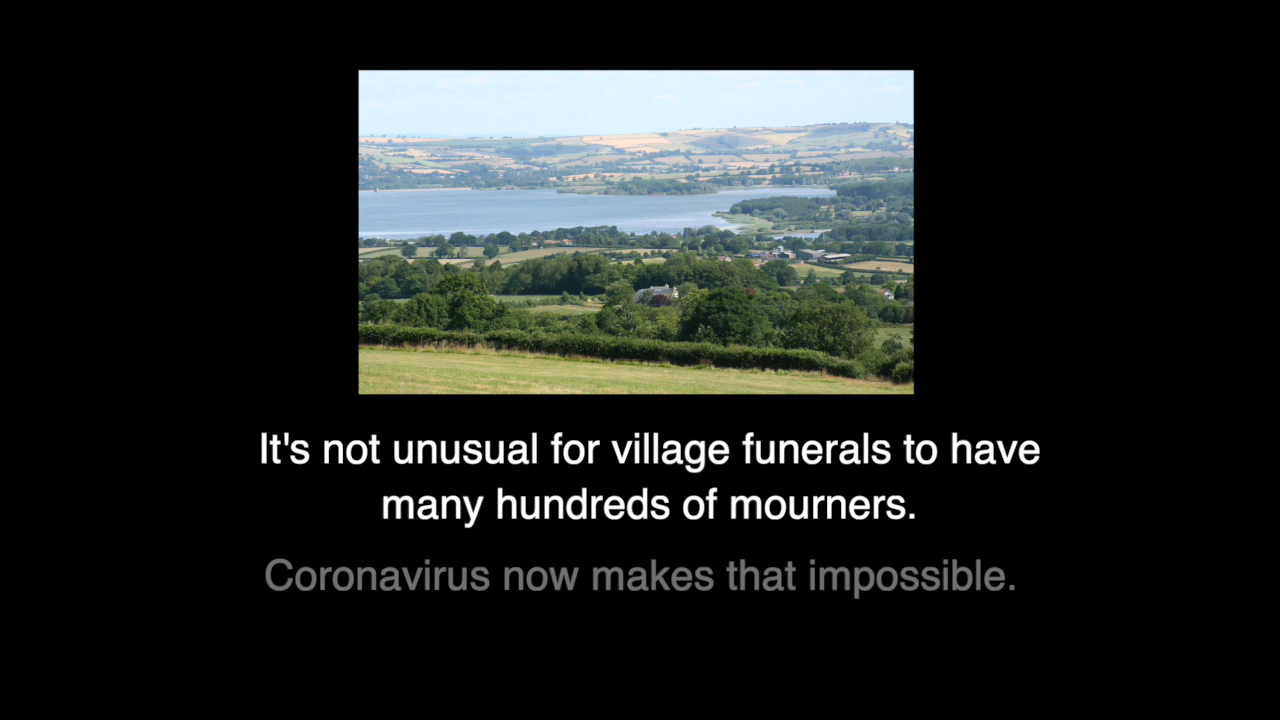 It's not unusual for village funerals to have
many hundreds of mourners.
Coronavirus now makes that impossible.